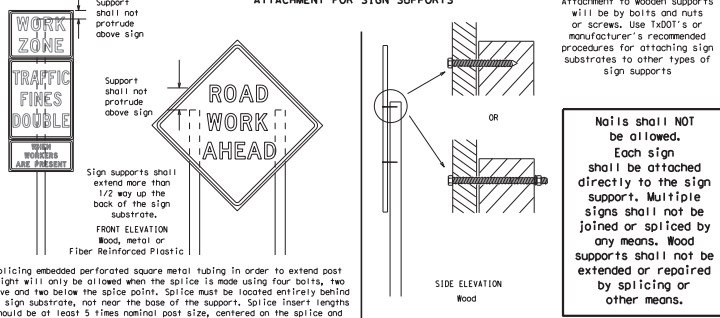 ATTACHMENT FOR SIGN SUPPORTS
Support
shall not
protrude
above sign
WORK
ZONE
TRAFFIC
FINES
DOUBLE
WHEN
WORKERS
ARE PRESENT
Support
shall not
protrude
above sign
ROAD
WORK
AHEAD
Sign supports shall
extend more than
1/2 way up the
back of the sign
substrate.
FRONT ELEVATION
Wood, metal or
Fiber Reinforced Plastic
OR
SIDE ELEVATION
Wood
Attachment to wooden supports
will be by bolts and nuts
or screws. Use TxDOT's or
manufacturer's recommended
procedures for attaching sign
substrates to other types of
sign supports
Nails shall NOT
be allowed.
Each sign
shall be attached
directly to the sign
support. Multiple
signs shall not be
joined or spliced by
any means. Wood
supports shall not be
extended or repaired
by splicing or
other means.
plicing embedded perforated square metal tubing in order to extend post
ight will only be allowed when the splice is made using four bolts, two
ve and two below the spice point. Splice must be located entirely behind
sign substrate, not near the base of the support. Splice insert lengths
ould be at least 5 times nominal post size, centered on the splice and